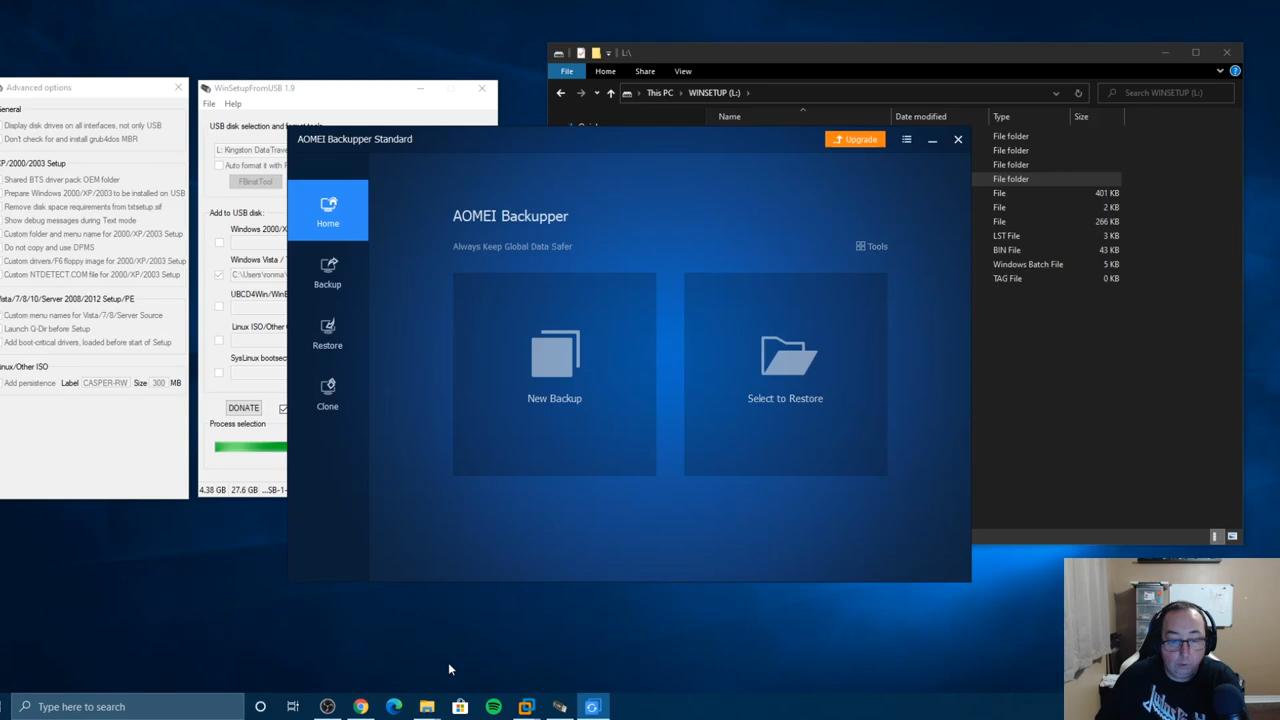 Advanced options
General
Display disk drives on all interfaces, not only USB
Don't check for and install grub4dos MBR
XP/2000/2003 Setup
Shared BTS driver pack OEM folder
Prepare Windows 2000/XP/2003 to be installed on USB
Remove disk space requirements from txtsetup.sif
Show debug messages during Text mode
Custom folder and menu name for 2000/XP/2003 Setup
Do not copy and use DPMS
Custom drivers/F6 floppy image for 2000/XP/2003 Setup
Custom NTDETECT.COM file for 2000/XP/2003 Setup
Vista/7/8/10/Server 2008/2012 Setup/PE
Custom menu names for Vista/7/8/Server Source
Launch Q-Dir before Setup
Add boot-critical drivers, loaded before start of Setup
Linux/Other ISO
Add persistence Label CASPER-RW Size 300 MB
WinSetupFromUSB 1.9
File Help
USB disk selection and format tools
L: Kingston DataTrave
Auto format it with F
FBinstTool
Add to USB disk:
Windows 2000/X
Windows Vista / 7
C:\Users\ronma
UBCD4Win/WinB
Linux ISO/Other G
SysLinux bootsec
DONATE
Process selection
4.38 GB 27.6 GB ...SB-1-
L:\
File Home Share View
This PC WINSETUP (L:)
Search WINSETUP (L:)
Name Date modified Type Size
File folder
File folder
File folder
File folder
File 401 KB
File 2 KB
File 266 KB
LST File 3 KB
BIN File 43 KB
Windows Batch File 5 KB
TAG File 0 KB
AOMEI Backupper Standard
Upgrade
Home
Backup
Restore
Clone
AOMEI Backupper
Always Keep Global Data Safer
Tools
New Backup
Select to Restore
Type here to search